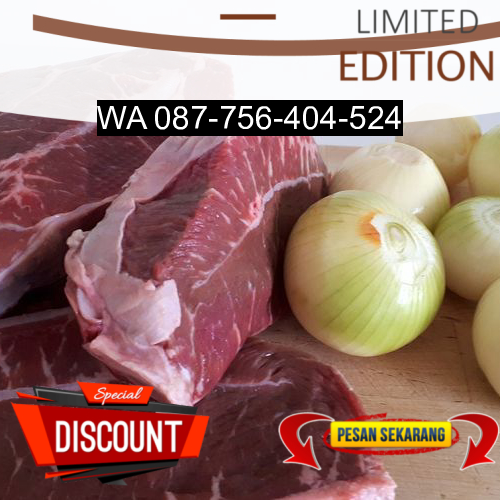 LIMITED
EDITION
WA 087-756-404-524
Special
DISCOUNT
PESAN SEKARANG